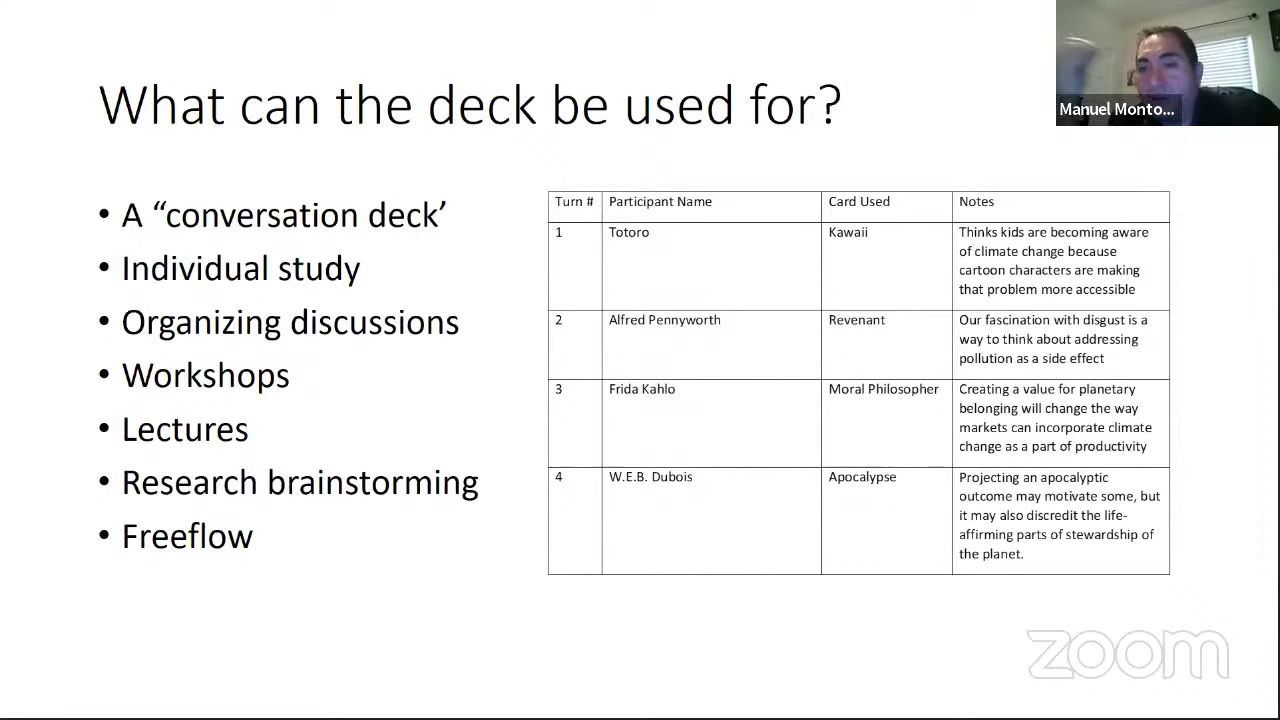 What can the deck be used for?
Manuel Monto...
• A “conversation deck’
• Individual study
• Organizing discussions
• Workshops
• Lectures
• Research brainstorming
• Freeflow
Turn # Participant Name Card Used Notes
1 Totoro Kawaii Thinks kids are becoming aware
of climate change because
cartoon characters are making
that problem more accessible
2 Alfred Pennyworth Revenant Our fascination with disgust is a
way to think about addressing
pollution as a side effect
3 Frida Kahlo Moral Philosopher Creating a value for planetary
belonging will change the way
markets can incorporate climate
change as a part of productivity
4 W.E.B. Dubois Apocalypse Projecting an apocalyptic
outcome may motivate some, but
it may also discredit the life-
affirming parts of stewardship of
the planet.
zoom